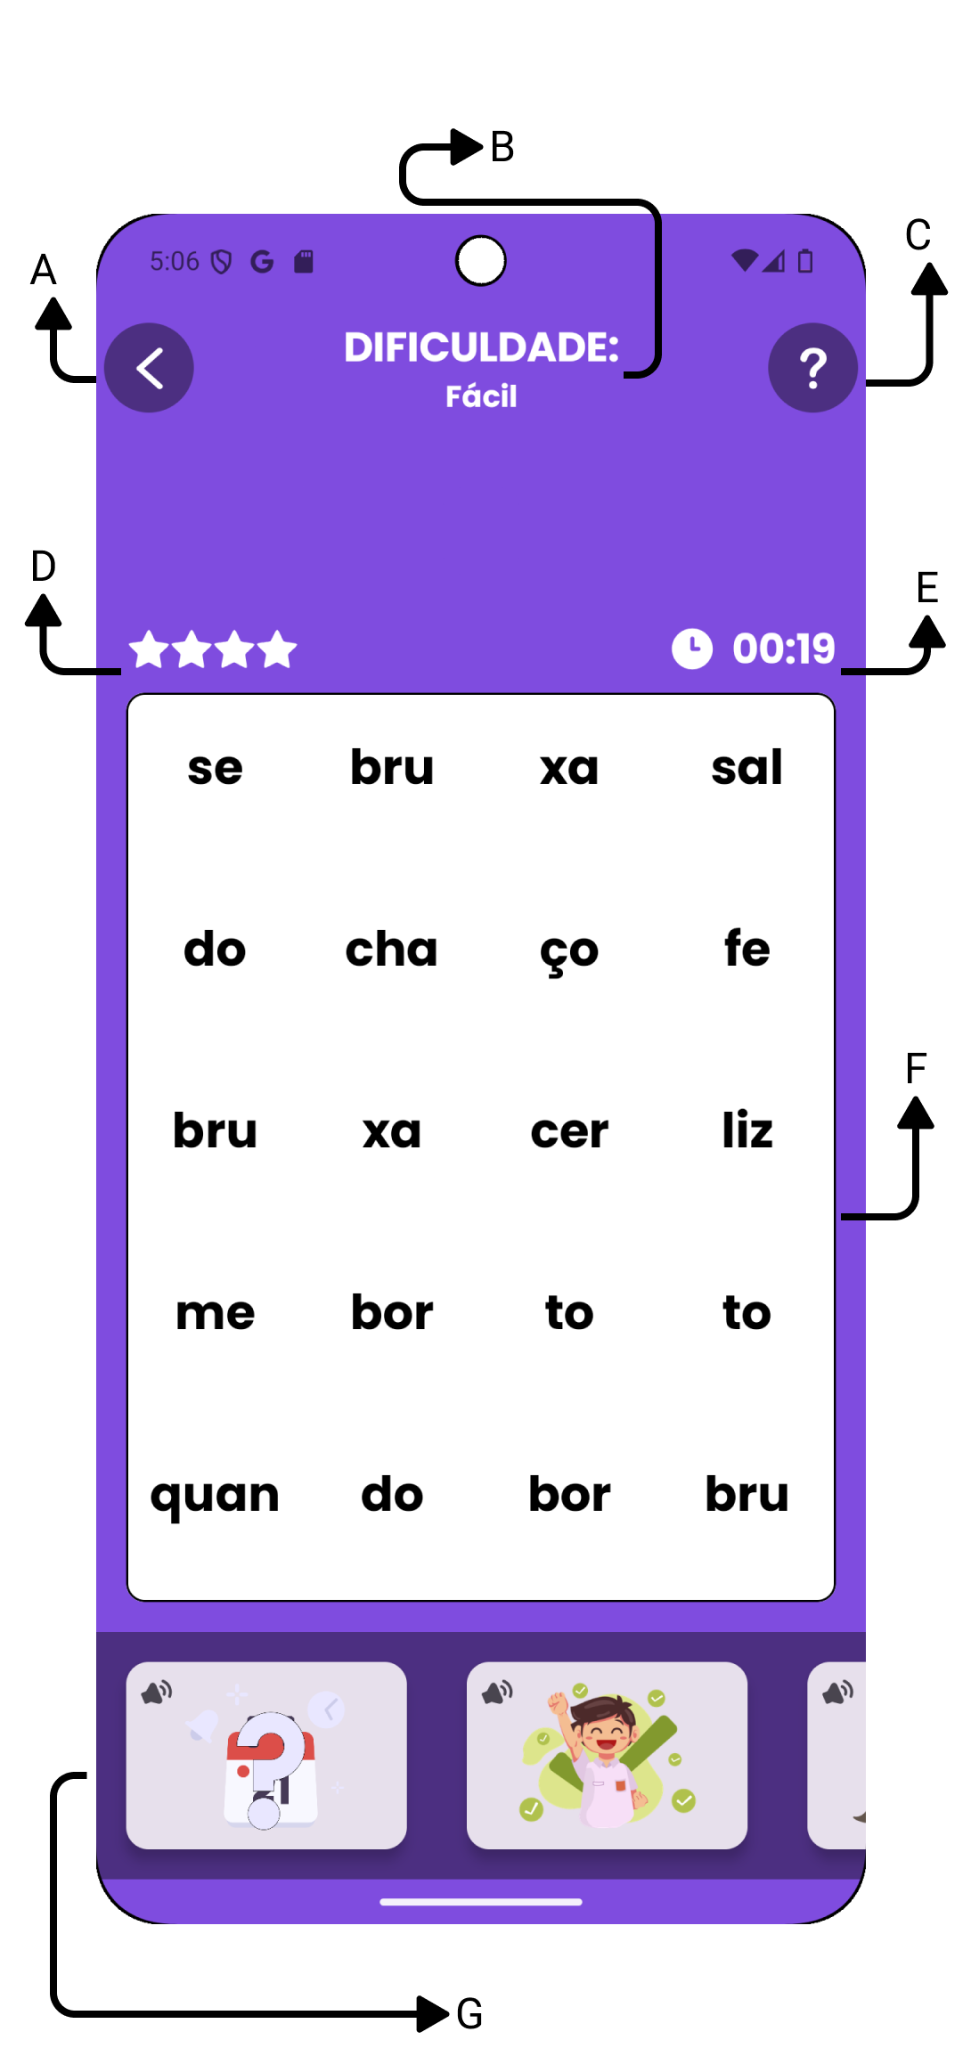 B
C
A
5:06
DIFICULDADE:
Fácil
?
D
E
00:19
se bru xa sal
do cha ço fe
F
bru xa cer liz
me bor to to
quan do bor bru
?
21
G